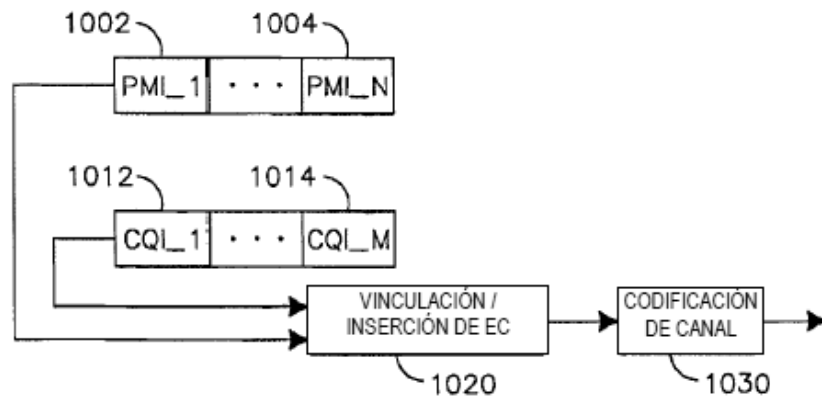 1002 1004
PMI_1 · · · PMI_N
1012 1014
CQI_1 · · · CQI_M
VINCULACIÓN /
INSERCIÓN DE EC
CODIFICACIÓN
DE CANAL
1020 1030